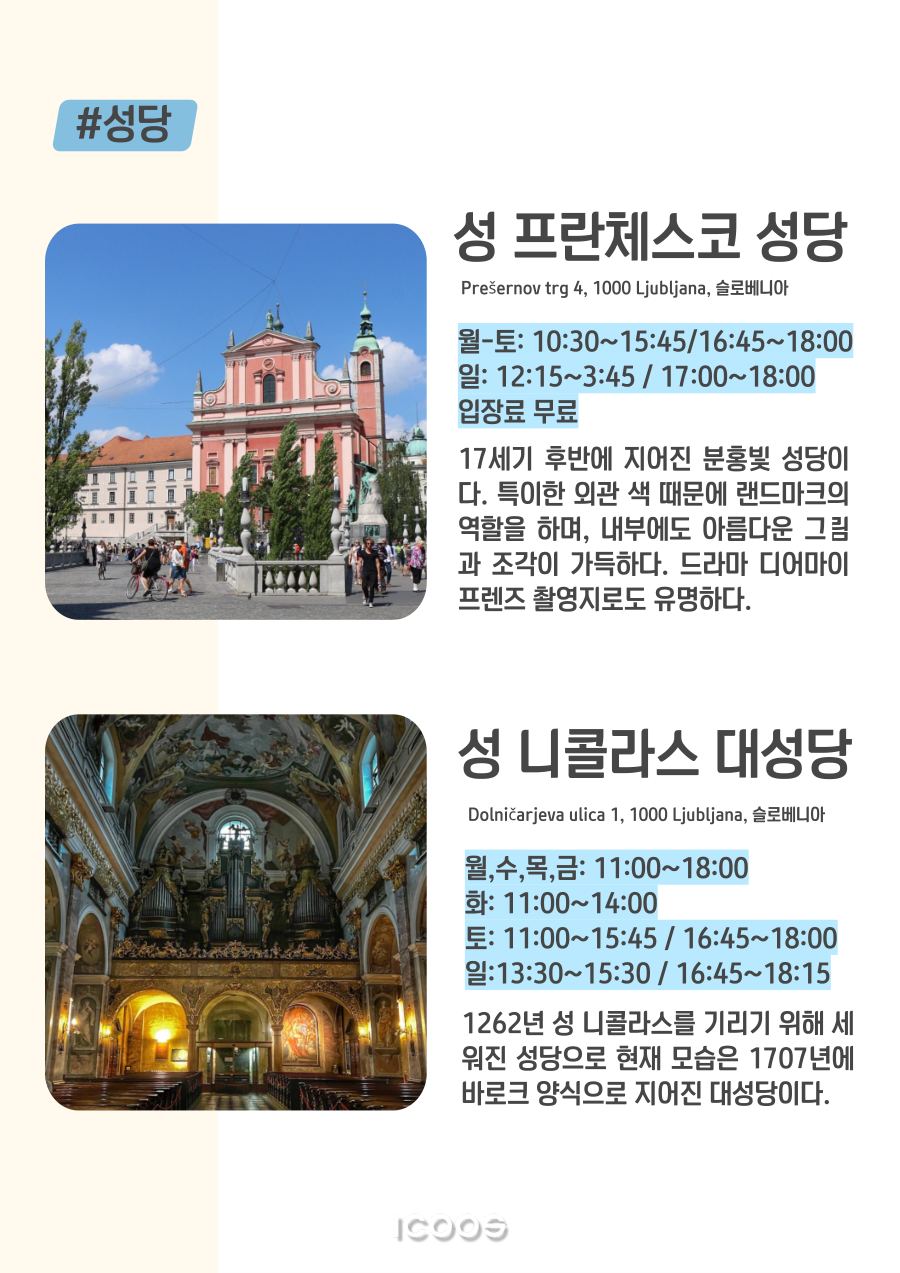 #성당
성 프란체스코 성당
Prešernov trg 4, 1000 Ljubljana, 슬로베니아
월-토: 10:30~15:45/16:45~18:00
일: 12:15~3:45 / 17:00~18:00
입장료 무료
17세기 후반에 지어진 분홍빛 성당이
다. 특이한 외관 색 때문에 랜드마크의
역할을 하며, 내부에도 아름다운 그림
과 조각이 가득하다. 드라마 디어마이
프렌즈 촬영지로도 유명하다.
성 니콜라스 대성당
Dolničarjeva ulica 1, 1000 Ljubljana, 슬로베니아
월,수,목,금: 11:00~18:00
화: 11:00~14:00
토: 11:00~15:45 / 16:45~18:00
일:13:30~15:30 / 16:45~18:15
1262년 성 니콜라스를 기리기 위해 세
워진 성당으로 현재 모습은 1707년에
바로크 양식으로 지어진 대성당이다.
ICOOS